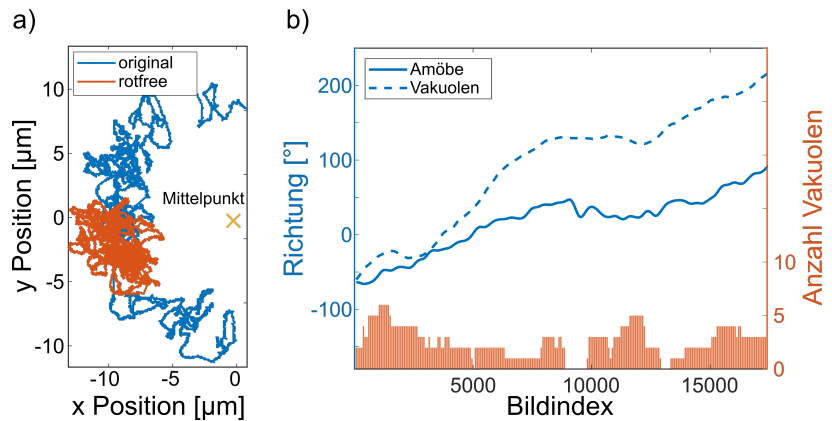 a)
original
rotfree
10
5
0
-5
-10
y Position [µm]
Mittelpunkt
-10
-5
0
x Position [µm]
b)
Amöbe
Vakuolen
200
100
0
-100
Richtung [°]
10
5
0
Anzahl Vakuolen
5000
10000
15000
Bildindex